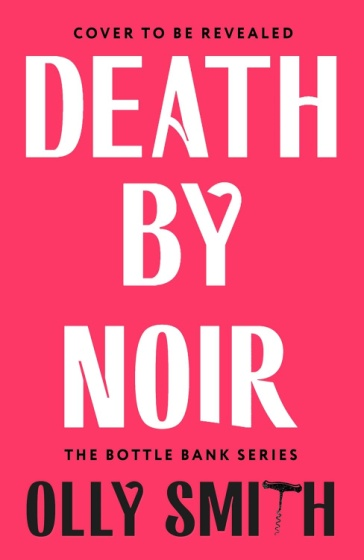 COVER TO BE REVEALED
DEATH
BY
NOIR
THE BOTTLE BANK SERIES
OLLY SMITH